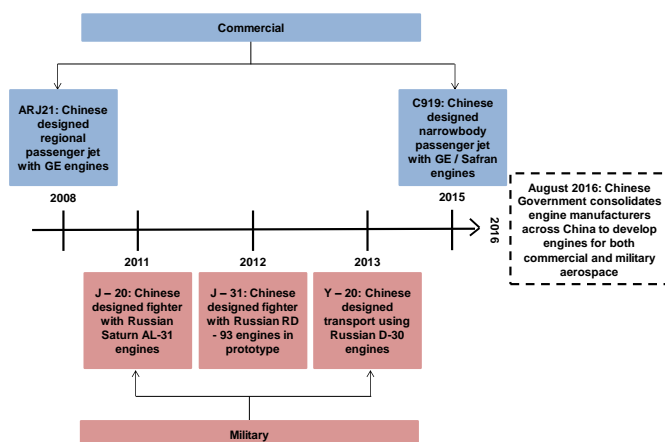 Commercial
ARJ21: Chinese
designed
regional
passenger jet
with GE engines
C919: Chinese
designed
narrowbody
passenger jet
with GE / Safran
engines
2008
2015
2016
August 2016: Chinese
Government consolidates
engine manufacturers
across China to develop
engines for both
commercial and military
aerospace
2011
2012
2013
J – 20: Chinese
designed fighter
with Russian
Saturn AL-31
engines
J – 31: Chinese
designed fighter
with Russian RD
- 93 engines in
prototype
Y – 20: Chinese
designed
transport using
Russian D-30
engines
Military